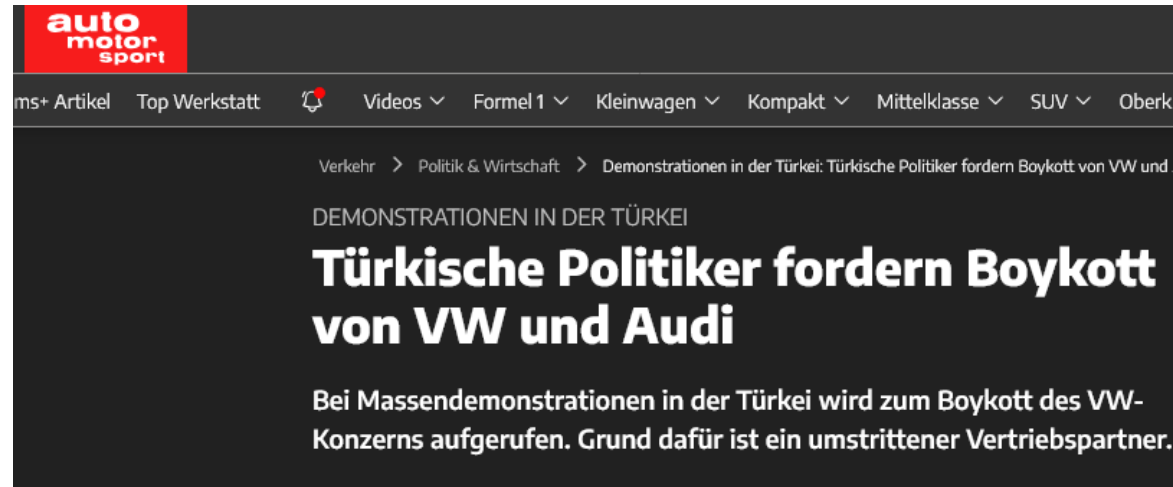 auto
motor
sport
ms+ Artikel Top Werkstatt Videos Formel 1 Kleinwagen Kompakt Mittelklasse SUV Oberk
Verkehr > Politik & Wirtschaft > Demonstrationen in der Türkei: Türkische Politiker fordern Boykott von VW und
DEMONSTRATIONEN IN DER TÜRKEI
Türkische Politiker fordern Boykott
von VW und Audi
Bei Massendemonstrationen in der Türkei wird zum Boykott des VW-
Konzerns aufgerufen. Grund dafür ist ein umstrittener Vertriebspartner.